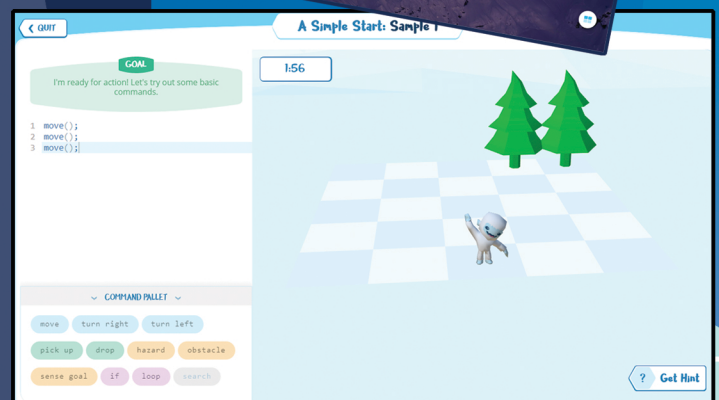 QUIT
A Simple Start: Sample 1
GOAL
I'm ready for action! Let's try out some basic
commands.
1:56
1 move();
2 move();
3 move();
COMMAND PALLET
move turn right turn left
pick up drop hazard obstacle
sense goal if loop search
? Get Hint